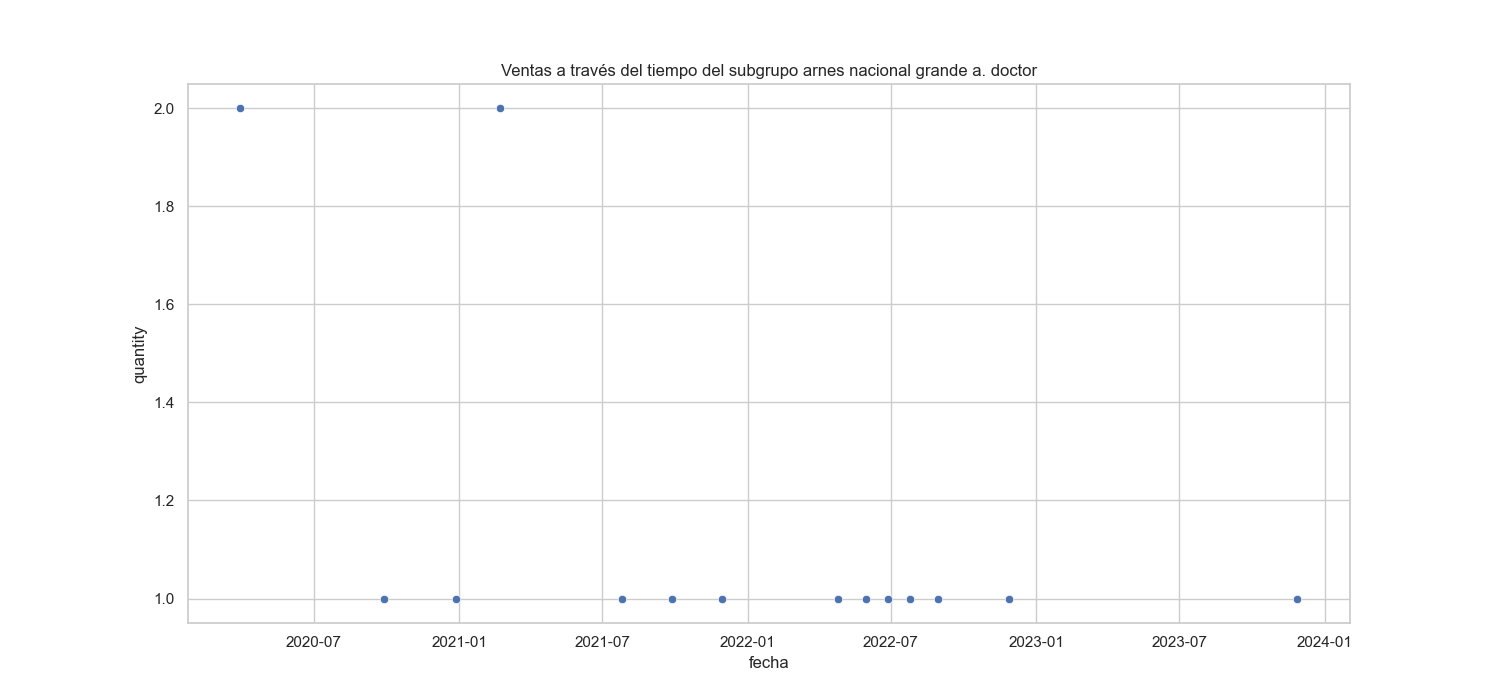 Ventas a través del tiempo del subgrupo arnes nacional grande a. doctor
2.0
1.8
1.6
1.4
1.2
1.0
quantity
2020-07 2021-01 2021-07 2022-01 2022-07 2023-01 2023-07 2024-01
fecha